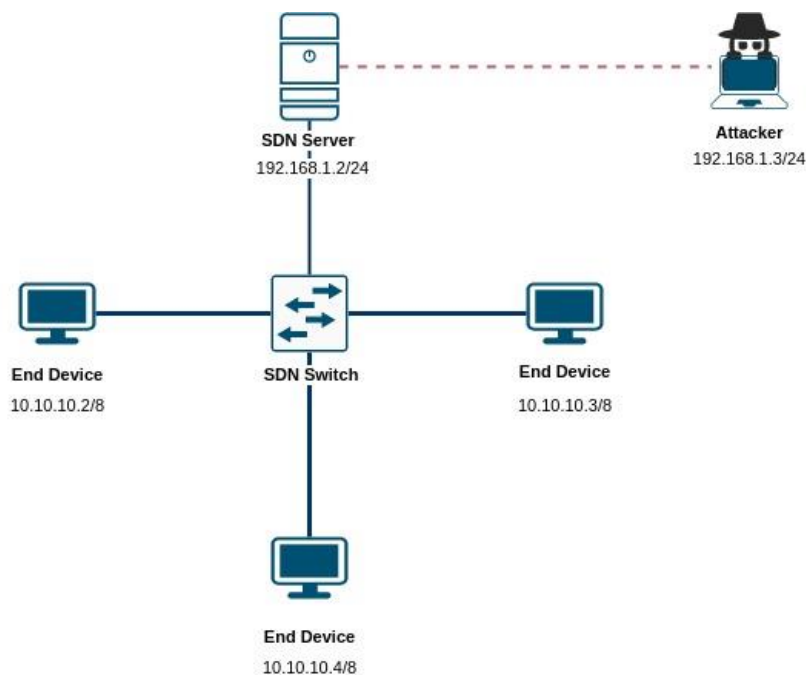 SDN Server
192.168.1.2/24
Attacker
192.168.1.3/24
End Device
10.10.10.2/8
SDN Switch
End Device
10.10.10.3/8
End Device
10.10.10.4/8